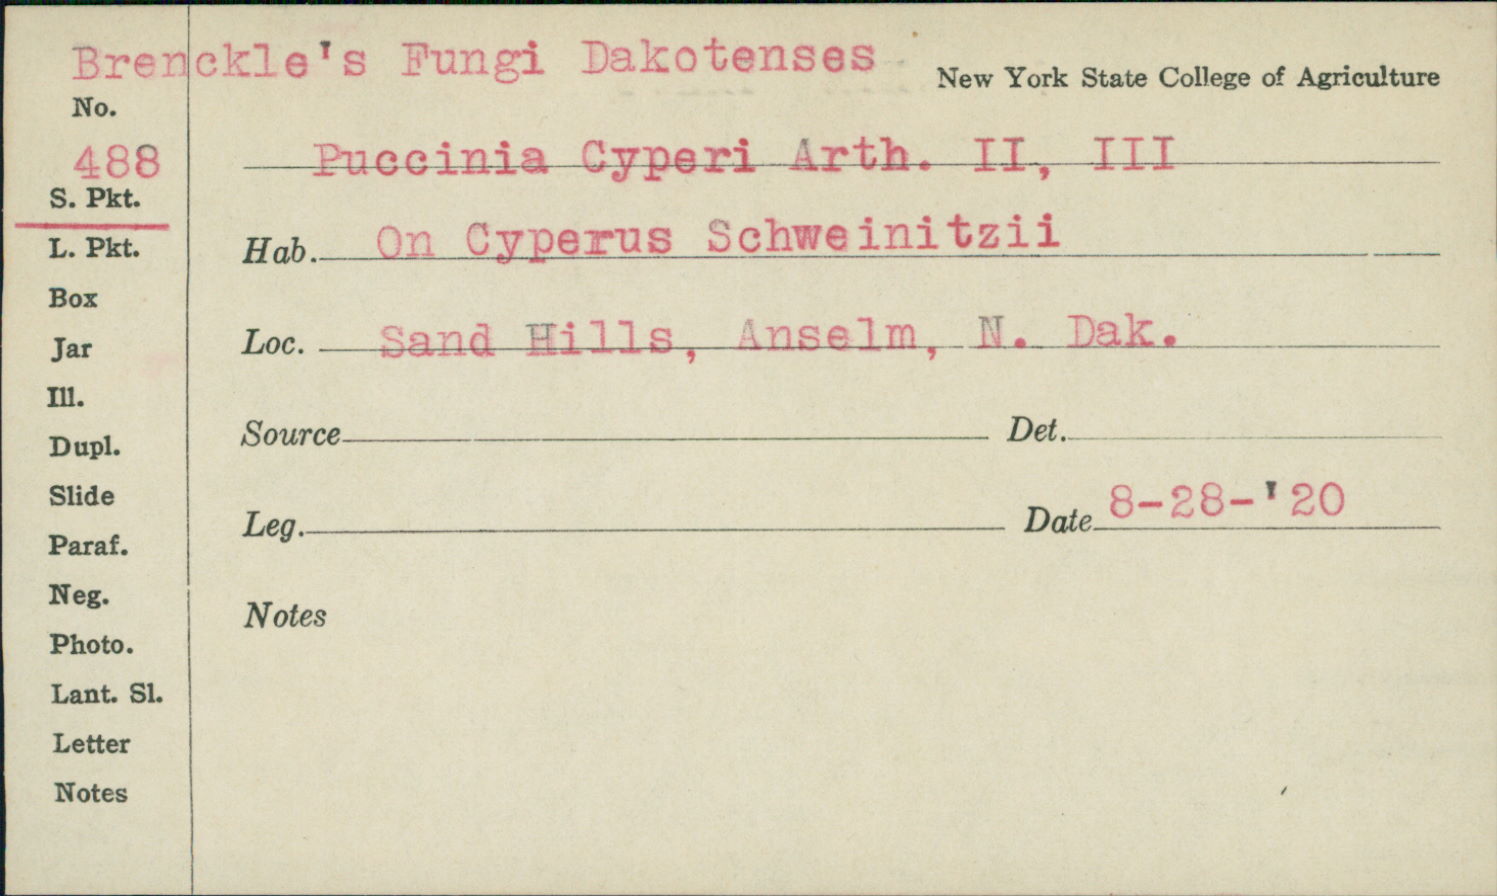 Brenckle's Fungi Dakotenses
New York State College of Agriculture
No.
488
Puccinia Cyperi Arth. II, III
S. Pkt.
L. Pkt.
Hab. On Cyperus Schweinitzii
Box
Jar
Loc. Sand Hills, Anselm, N. Dak.
Ill.
Dupl.
Source Det.
Slide
Leg. Date 8-28-'20
Paraf.
Neg.
Notes
Photo.
Lant. Sl.
Letter
Notes